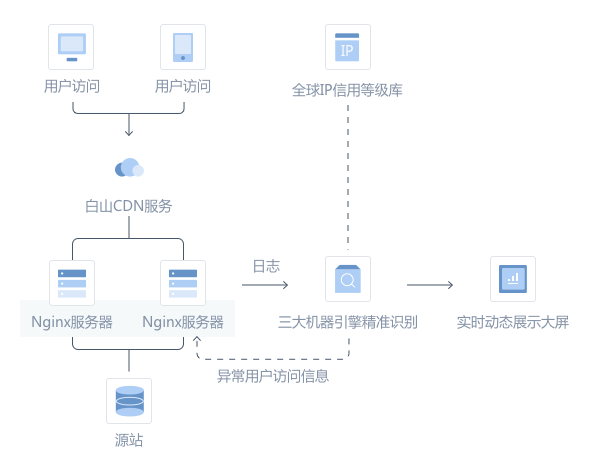 IP
用户访问
用户访问
全球IP信用等级库
白山CDN服务
日志
Nginx服务器
Nginx服务器
三大机器引擎精准识别
实时动态展示大屏
异常用户访问信息
源站